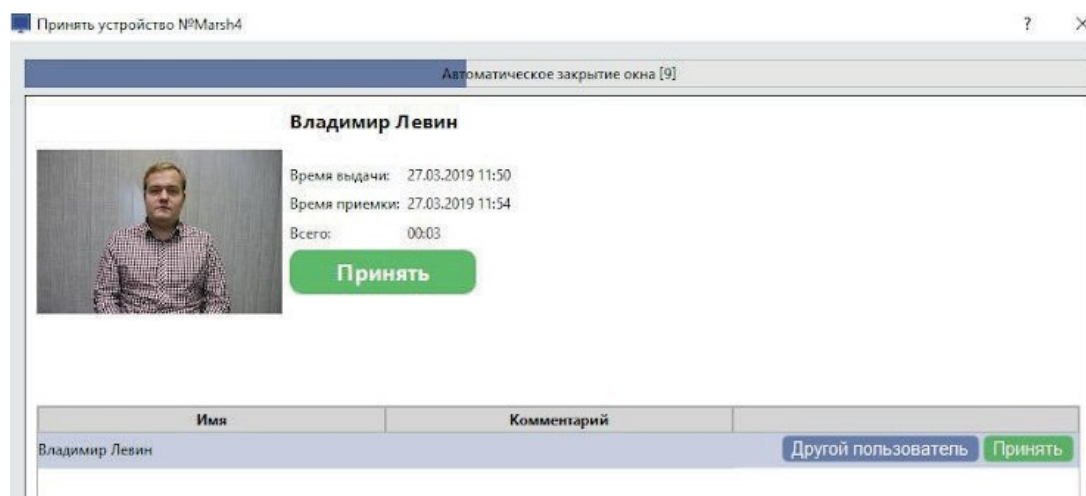 Принять устройство №Marsh4
?
Автоматическое закрытие окна [9]
Владимир Левин
Время выдачи: 27.03.2019 11:50
Время приемки: 27.03.2019 11:54
Всего: 00:03
Принять
Имя Комментарий
Владимир Левин Другой пользователь Принять